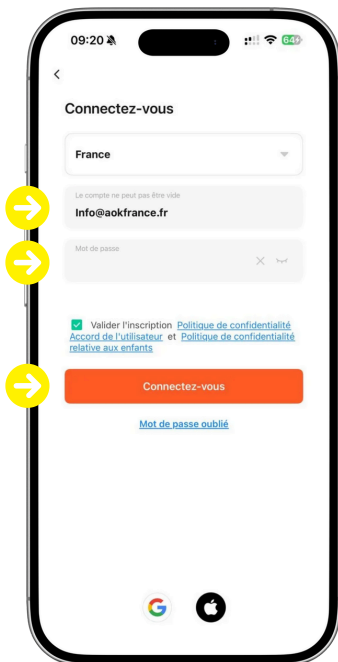 09:20
64
Connectez-vous
France
Le compte ne peut pas être vide
Info@aokfrance.fr
Mot de passe
Valider l'inscription Politique de confidentialité
Accord de l'utilisateur et Politique de confidentialité
relative aux enfants
Connectez-vous
Mot de passe oublié
G